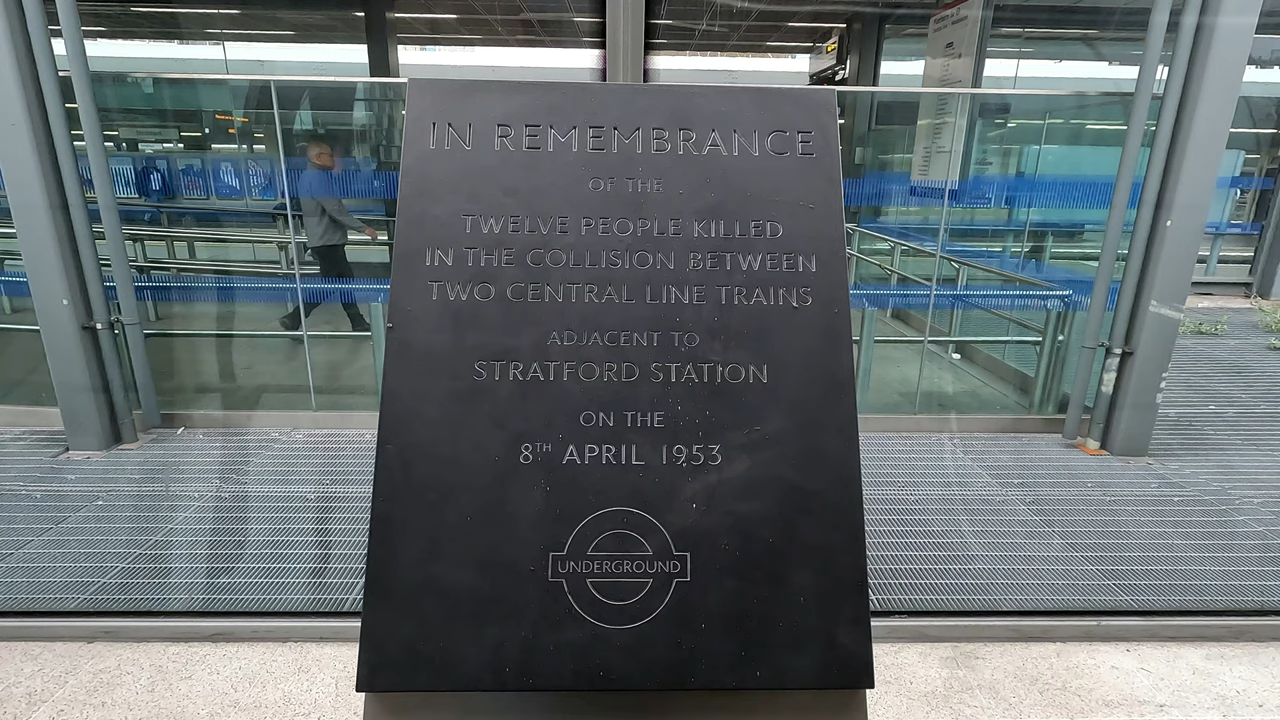 IN REMEMBRANCE
OF THE
TWELVE PEOPLE KILLED
IN THE COLLISION BETWEEN
TWO CENTRAL LINE TRAINS
ADJACENT TO
STRATFORD STATION
ON THE
8TH APRIL 1953
UNDERGROUND